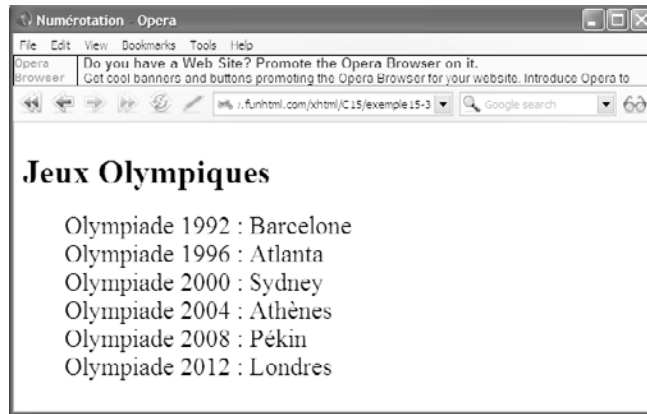 Numérotation - Opera
File Edit View Bookmarks Tools Help
Opera Browser
Do you have a Web Site? Promote the Opera Browser on it.
Get cool banners and buttons promoting the Opera Browser for your website. Introduce Opera to
.funhtml.com/xhtml/C15/exemple15-3
Google search
Jeux Olympiques
Olympiade 1992 : Barcelone
Olympiade 1996 : Atlanta
Olympiade 2000 : Sydney
Olympiade 2004 : Athènes
Olympiade 2008 : Pékin
Olympiade 2012 : Londres